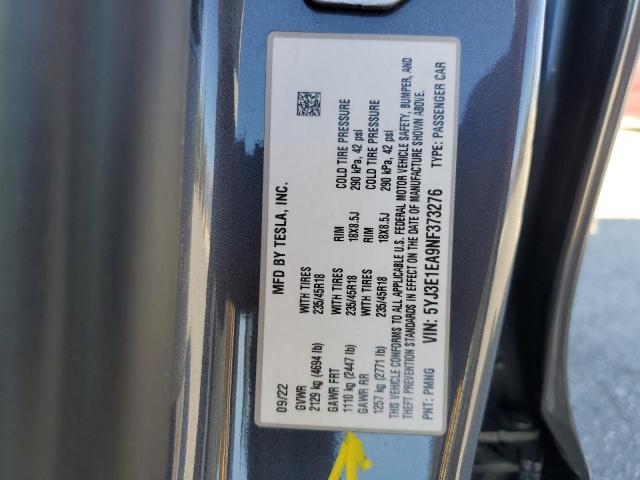 MFD BY TESLA, INC.
09/22
GVWR WITH TIRES RIM COLD TIRE PRESSURE
2129 kg (4694 lb) 235/45R18 18X8.5J 290 kPa, 42 psi
GAWR FRT WITH TIRES RIM COLD TIRE PRESSURE
1110 kg (2447 lb) 235/45R18 18X8.5J 290 kPa, 42 psi
GAWR RR WITH TIRES
1257 kg (2771 lb) 235/45R18
THIS VEHICLE CONFORMS TO ALL APPLICABLE U.S. FEDERAL MOTOR VEHICLE SAFETY, BUMPER, AND
THEFT PREVENTION STANDARDS IN EFFECT ON THE DATE OF MANUFACTURE SHOWN ABOVE.
VIN: 5YJ3E1EA9NF373276
PNT: PMNG TYPE: PASSENGER CAR